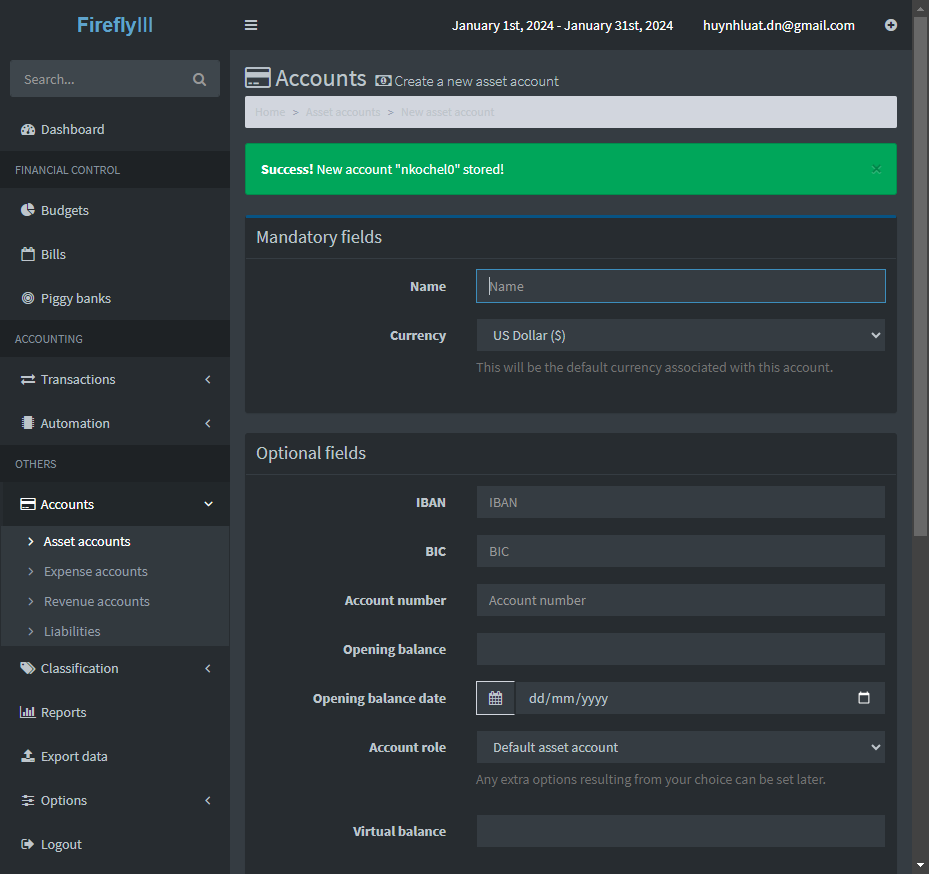 FireflyIII
January 1st, 2024 - January 31st, 2024
huynhluat.dn@gmail.com
Search...
Dashboard
FINANCIAL CONTROL
Budgets
Bills
Piggy banks
ACCOUNTING
Transactions
Automation
OTHERS
Accounts
Asset accounts
Expense accounts
Revenue accounts
Liabilities
Classification
Reports
Export data
Options
Logout
Accounts Create a new asset account
Home > Asset accounts > New asset account
Success! New account "nkochel0" stored!
×
Mandatory fields
Name Name
Currency US Dollar ($)
This will be the default currency associated with this account.
Optional fields
IBAN IBAN
BIC BIC
Account number Account number
Opening balance
Opening balance date dd/mm/yyyy
Account role Default asset account
Any extra options resulting from your choice can be set later.
Virtual balance